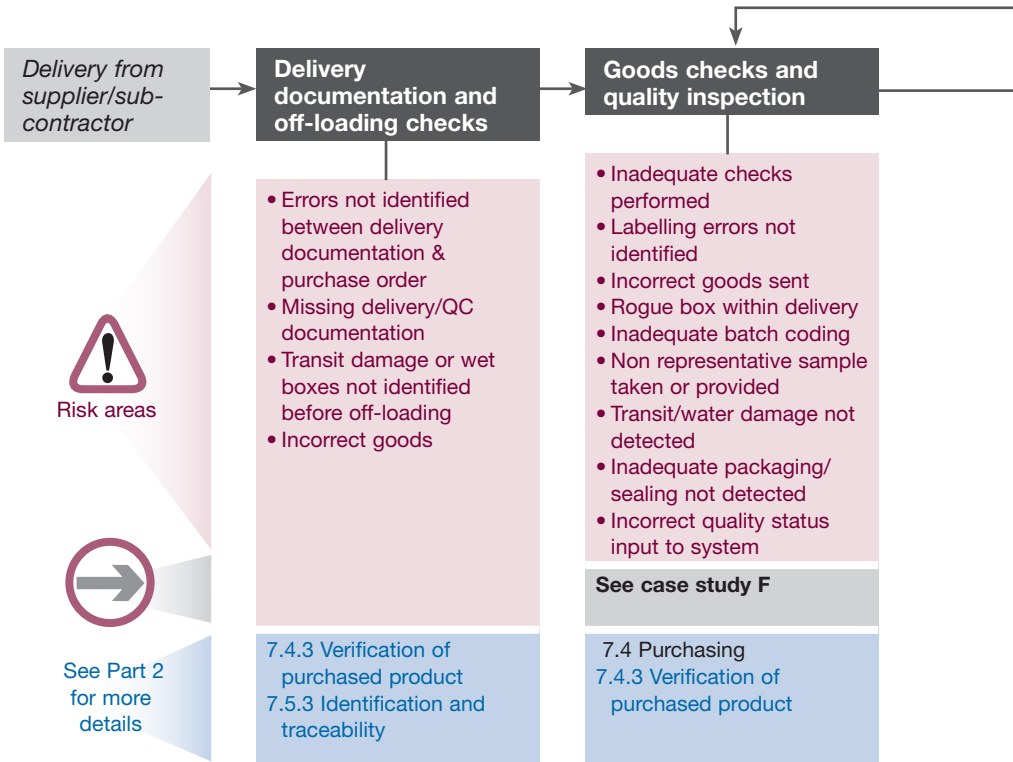 Delivery from
supplier/sub-
contractor
Delivery
documentation and
off-loading checks
Goods checks and
quality inspection
Risk areas
• Errors not identified
between delivery
documentation &
purchase order
• Missing delivery/QC
documentation
• Transit damage or wet
boxes not identified
before off-loading
• Incorrect goods
• Inadequate checks
performed
• Labelling errors not
identified
• Incorrect goods sent
• Rogue box within delivery
• Inadequate batch coding
• Non representative sample
taken or provided
• Transit/water damage not
detected
• Inadequate packaging/
sealing not detected
• Incorrect quality status
input to system
See case study F
See Part 2
for more
details
7.4.3 Verification of
purchased product
7.5.3 Identification and
traceability
7.4 Purchasing
7.4.3 Verification of
purchased product